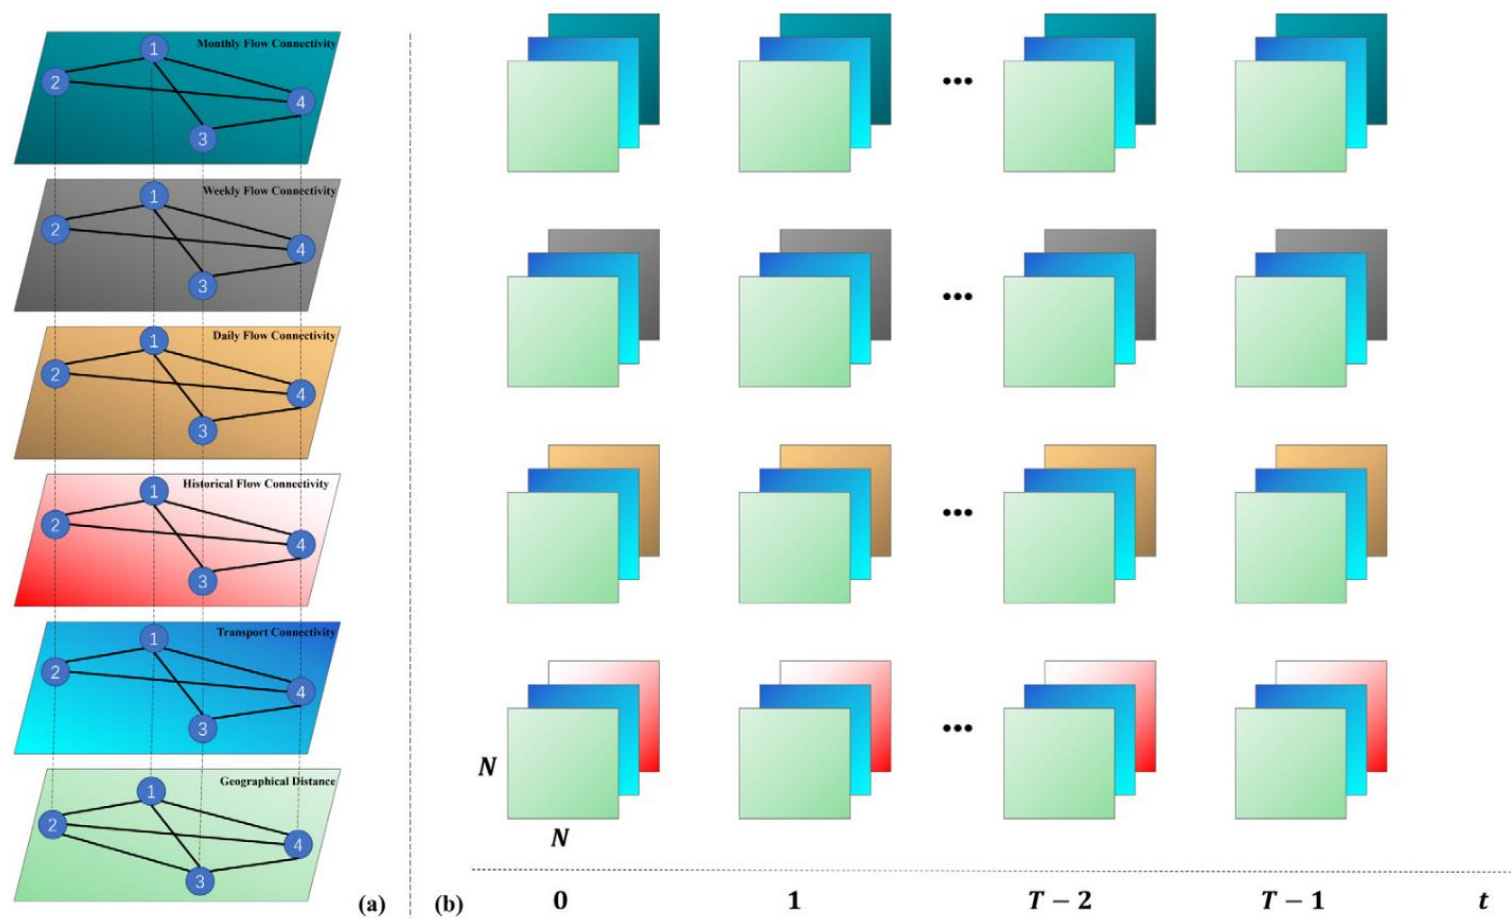 Monthly Flow Connectivity
1
2
4
3
Weekly Flow Connectivity
1
2
4
3
Daily Flow Connectivity
1
2
4
3
Historical Flow Connectivity
1
2
4
3
Transport Connectivity
1
2
4
3
Geographical Distance
1
2
4
3
(a)
•••
•••
•••
•••
N
N
(b)
0 1 T − 2 T − 1 t